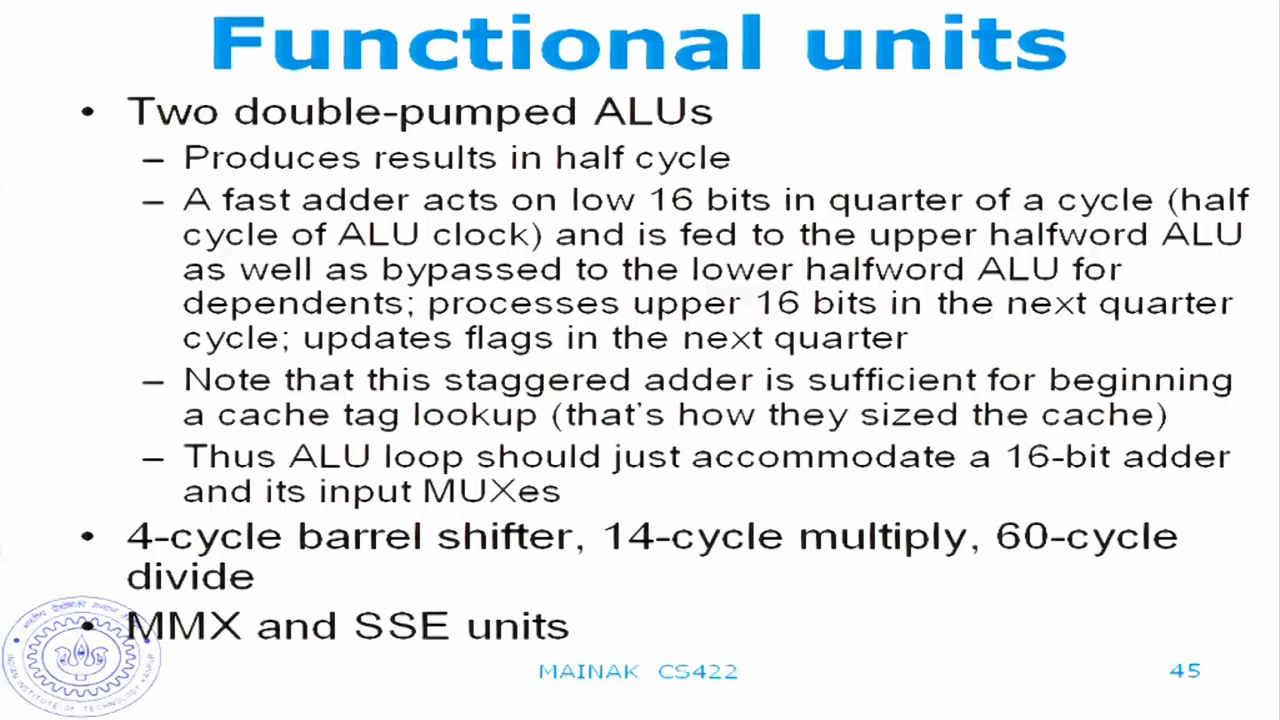 Functional units
• Two double-pumped ALUs
– Produces results in half cycle
– A fast adder acts on low 16 bits in quarter of a cycle (half
cycle of ALU clock) and is fed to the upper halfword ALU
as well as bypassed to the lower halfword ALU for
dependents; processes upper 16 bits in the next quarter
cycle; updates flags in the next quarter
– Note that this staggered adder is sufficient for beginning
a cache tag lookup (that's how they sized the cache)
– Thus ALU loop should just accommodate a 16-bit adder
and its input MUXes
• 4-cycle barrel shifter, 14-cycle multiply, 60-cycle
divide
• MMX and SSE units
INDIAN INSTITUTE OF TECHNOLOGY KANPUR
MAINAK CS422
45